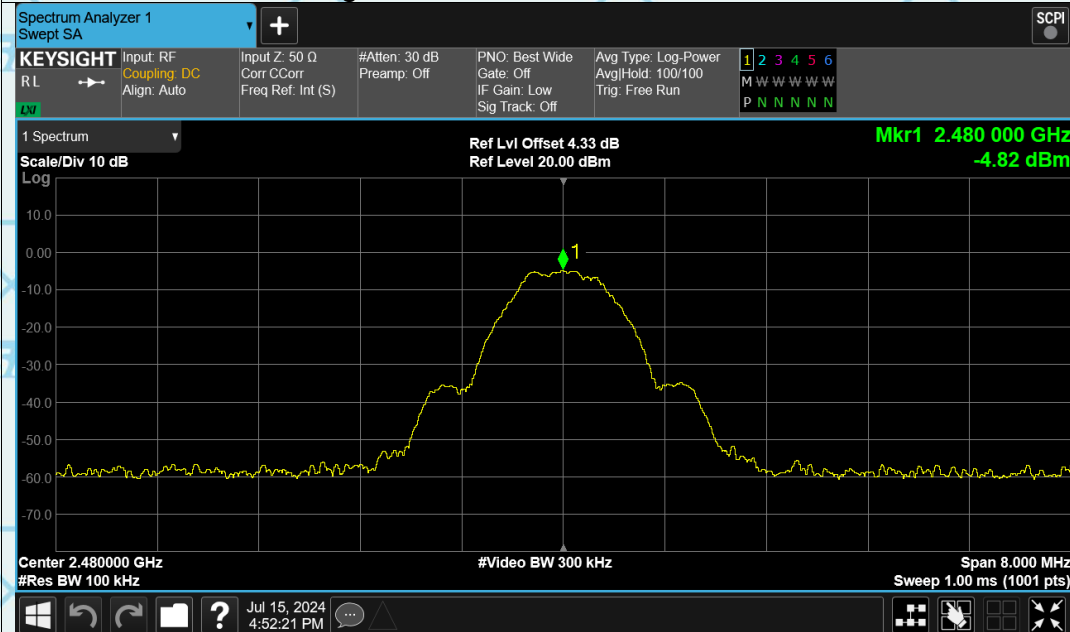 Spectrum Analyzer 1
Swept SA
+
SCPI
KEYSIGHT
R L
LXI
Input: RF
Coupling: DC
Align: Auto
Input Z: 50 Ω
Corr CCorr
Freq Ref: Int (S)
#Atten: 30 dB
Preamp: Off
PNO: Best Wide
Gate: Off
IF Gain: Low
Sig Track: Off
Avg Type: Log-Power
Avg|Hold: 100/100
Trig: Free Run
1 2 3 4 5 6
M W W W W W
P N N N N N
1 Spectrum
Scale/Div 10 dB
Ref Lvl Offset 4.33 dB
Ref Level 20.00 dBm
Mkr1 2.480 000 GHz
-4.82 dBm
Log
10.0
0.00
-10.0
-20.0
-30.0
-40.0
-50.0
-60.0
-70.0
1
Center 2.480000 GHz
#Video BW 300 kHz
Span 8.000 MHz
#Res BW 100 kHz
Sweep 1.00 ms (1001 pts)
?
Jul 15, 2024
4:52:21 PM